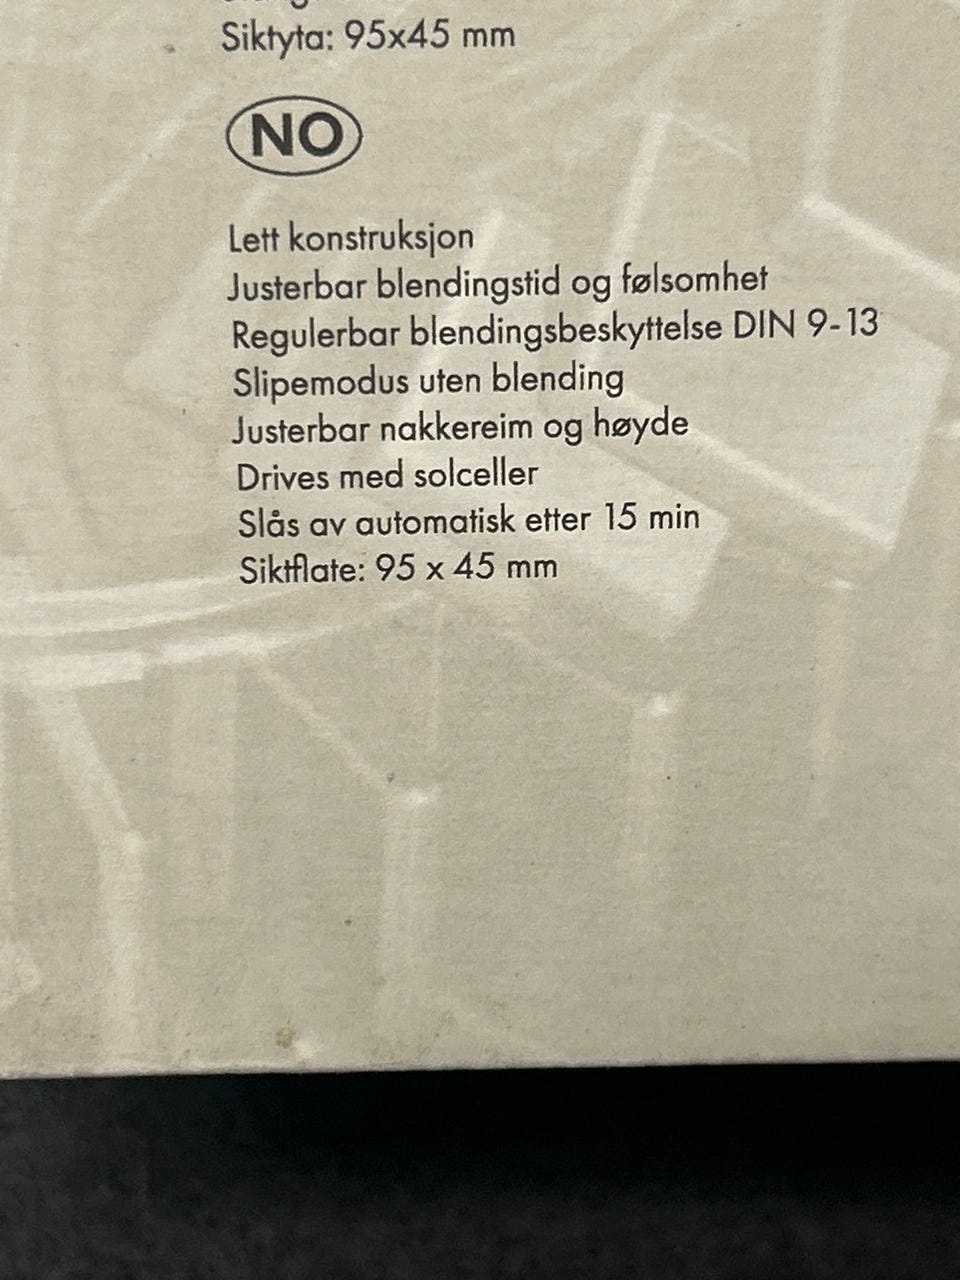 Siktyta: 95x45 mm
NO
Lett konstruksjon
Justerbar blendingstid og følsomhet
Regulerbar blendingsbeskyttelse DIN 9-13
Slipemodus uten blending
Justerbar nakkereim og høyde
Drives med solceller
Slås av automatisk etter 15 min
Siktflate: 95 x 45 mm